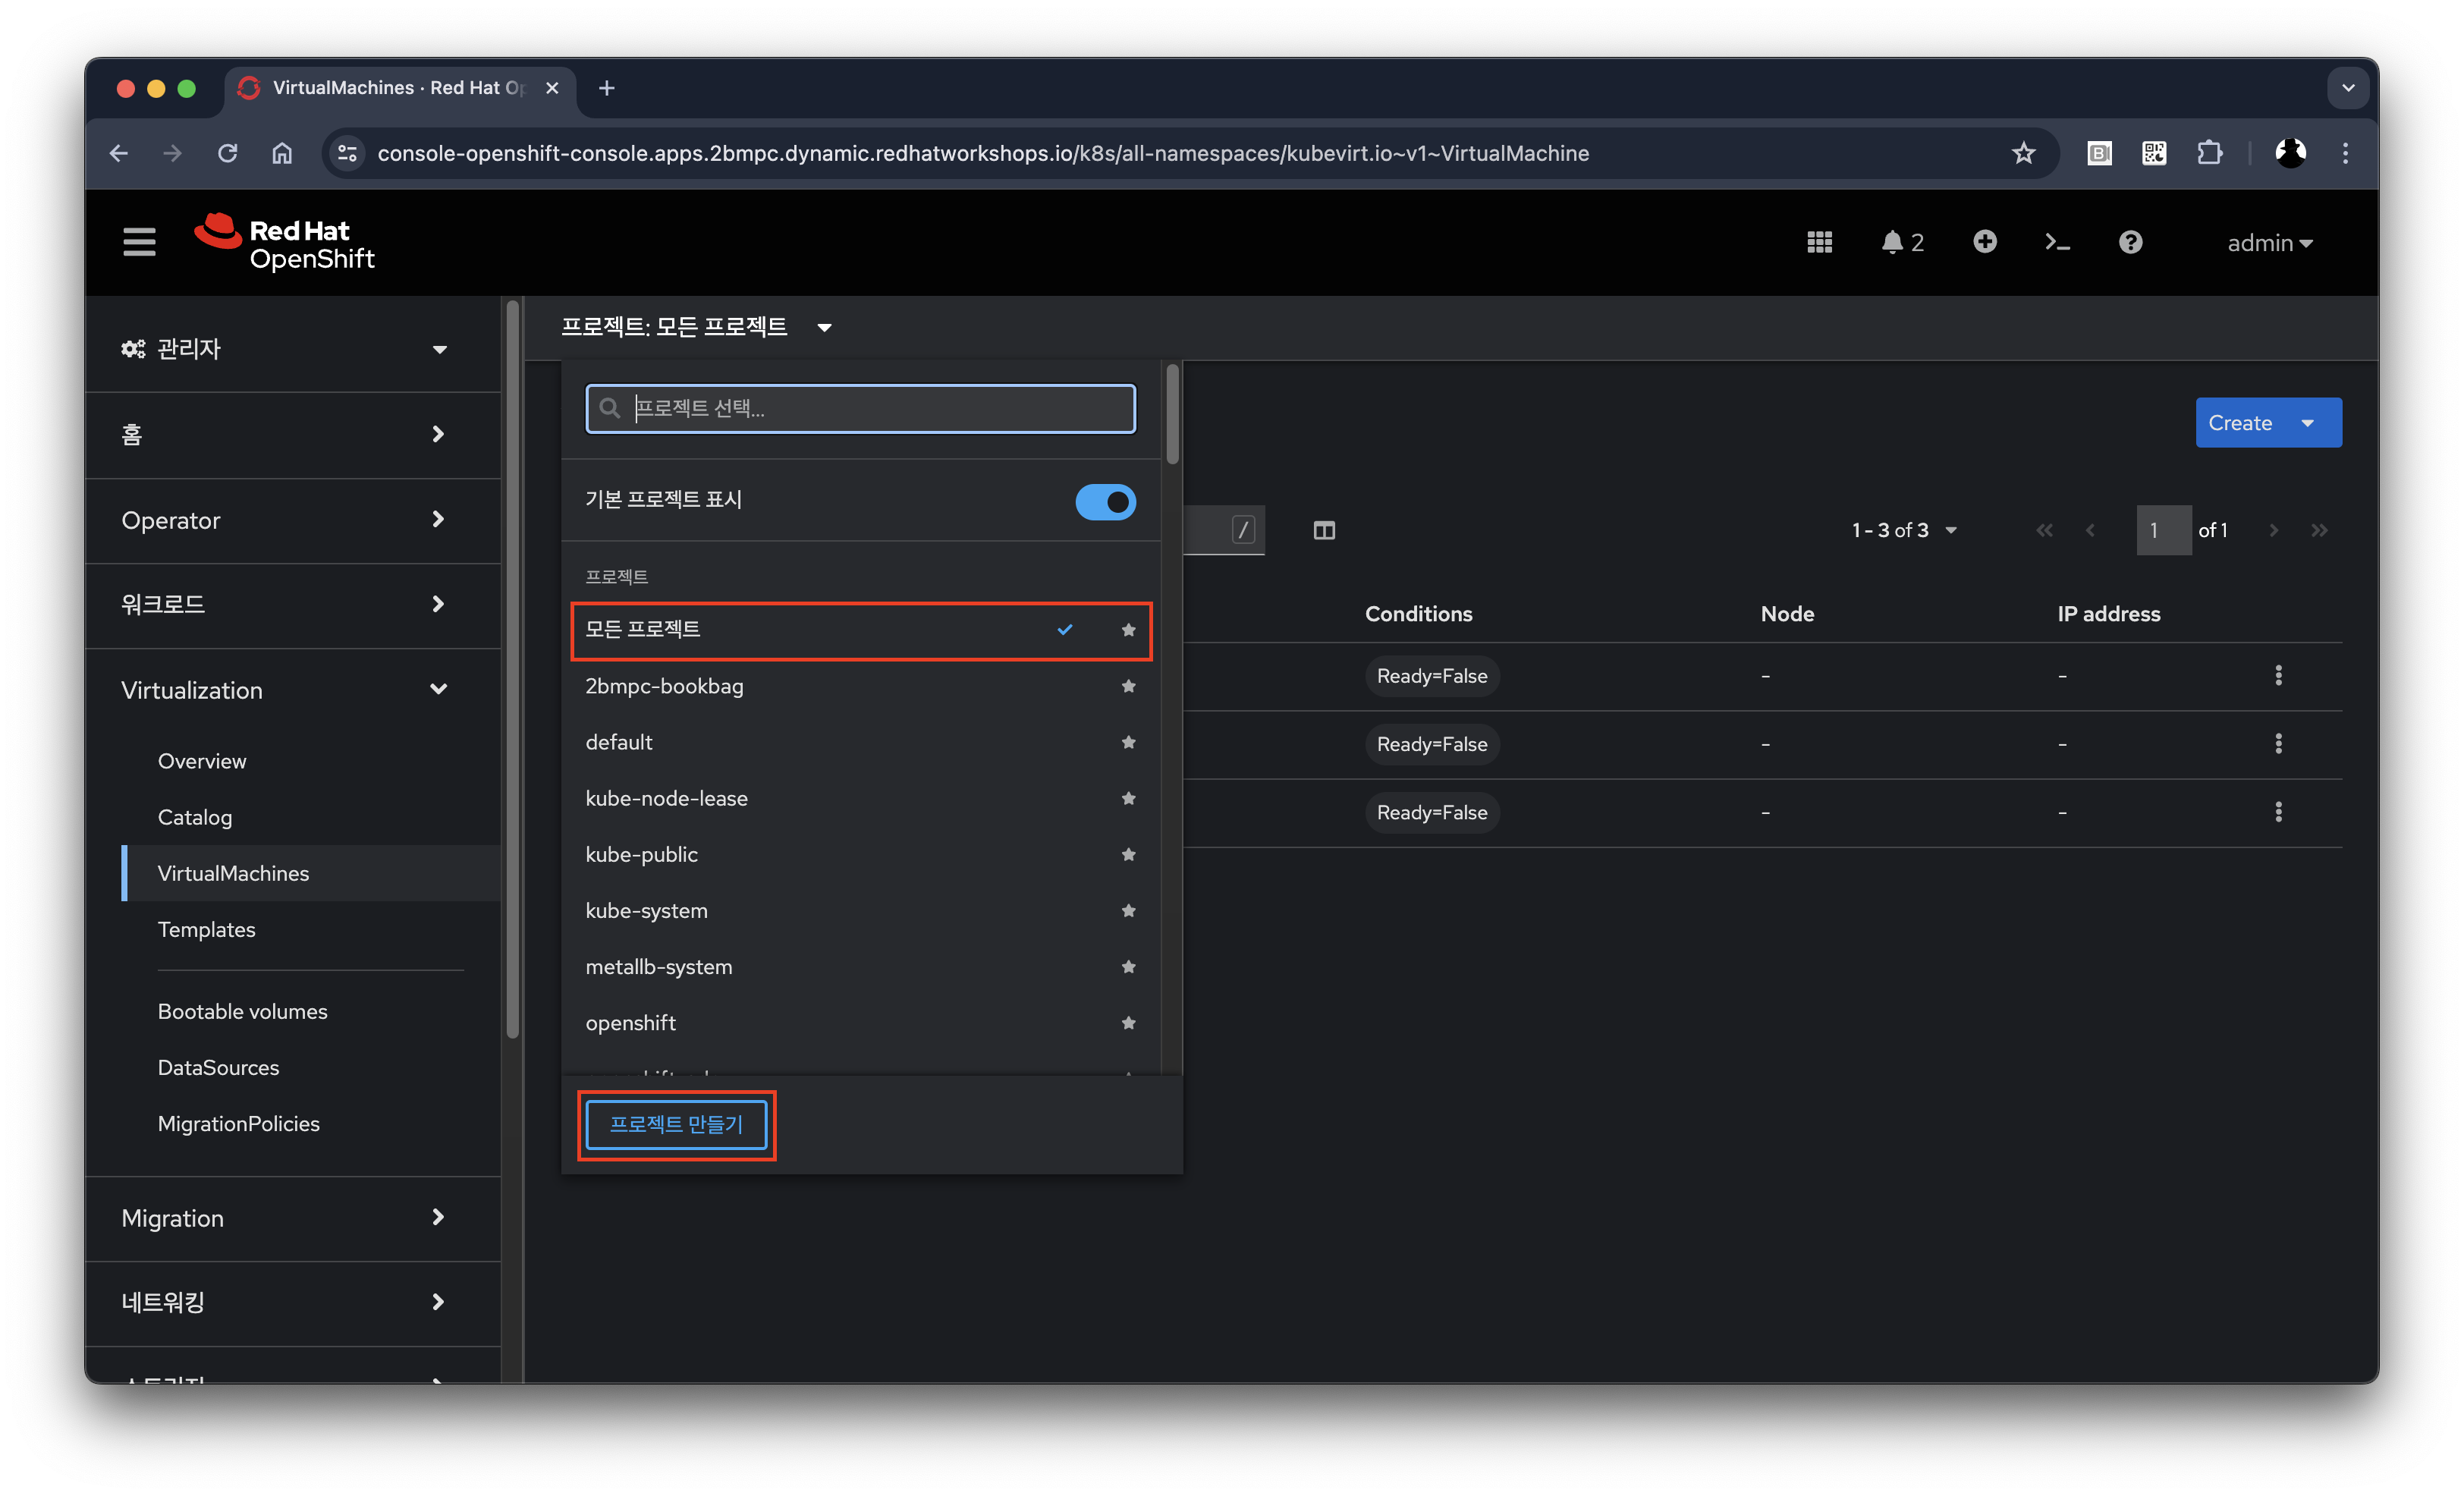 VirtualMachines · Red Hat Op
console-openshift-console.apps.2bmpc.dynamic.redhatworkshops.io/k8s/all-namespaces/kubevirt.io~v1~VirtualMachine
Red Hat
OpenShift
2
admin
관리자
홈
Operator
워크로드
Virtualization
Overview
Catalog
VirtualMachines
Templates
Bootable volumes
DataSources
MigrationPolicies
Migration
네트워킹
프로젝트: 모든 프로젝트
프로젝트 선택...
기본 프로젝트 표시
프로젝트
모든 프로젝트
2bmpc-bookbag
default
kube-node-lease
kube-public
kube-system
metallb-system
openshift
프로젝트 만들기
Create
/
1 - 3 of 3
1 of 1
Conditions Node IP address
Ready=False - -
Ready=False - -
Ready=False - -